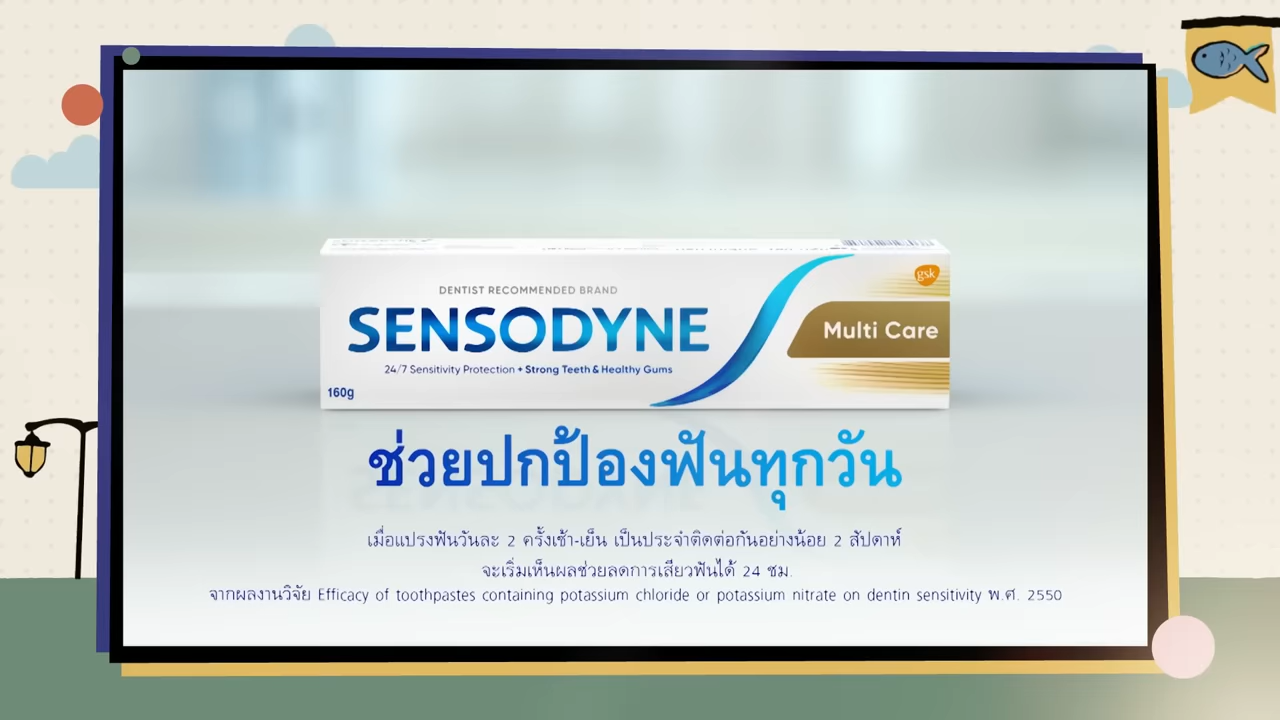 gsk
DENTIST RECOMMENDED BRAND
SENSODYNE
Multi Care
24/7 Sensitivity Protection + Strong Teeth & Healthy Gums
160g
ช่วยปกป้องฟันทุกวัน
เมื่อแปรงฟันวันละ 2 ครั้งเช้า-เย็น เป็นประจำติดต่อกันอย่างน้อย 2 สัปดาห์
จะเริ่มเห็นผลช่วยลดการเสียวฟันได้ 24 ชม.
จากผลงานวิจัย Efficacy of toothpastes containing potassium chloride or potassium nitrate on dentin sensitivity พ.ศ. 2550